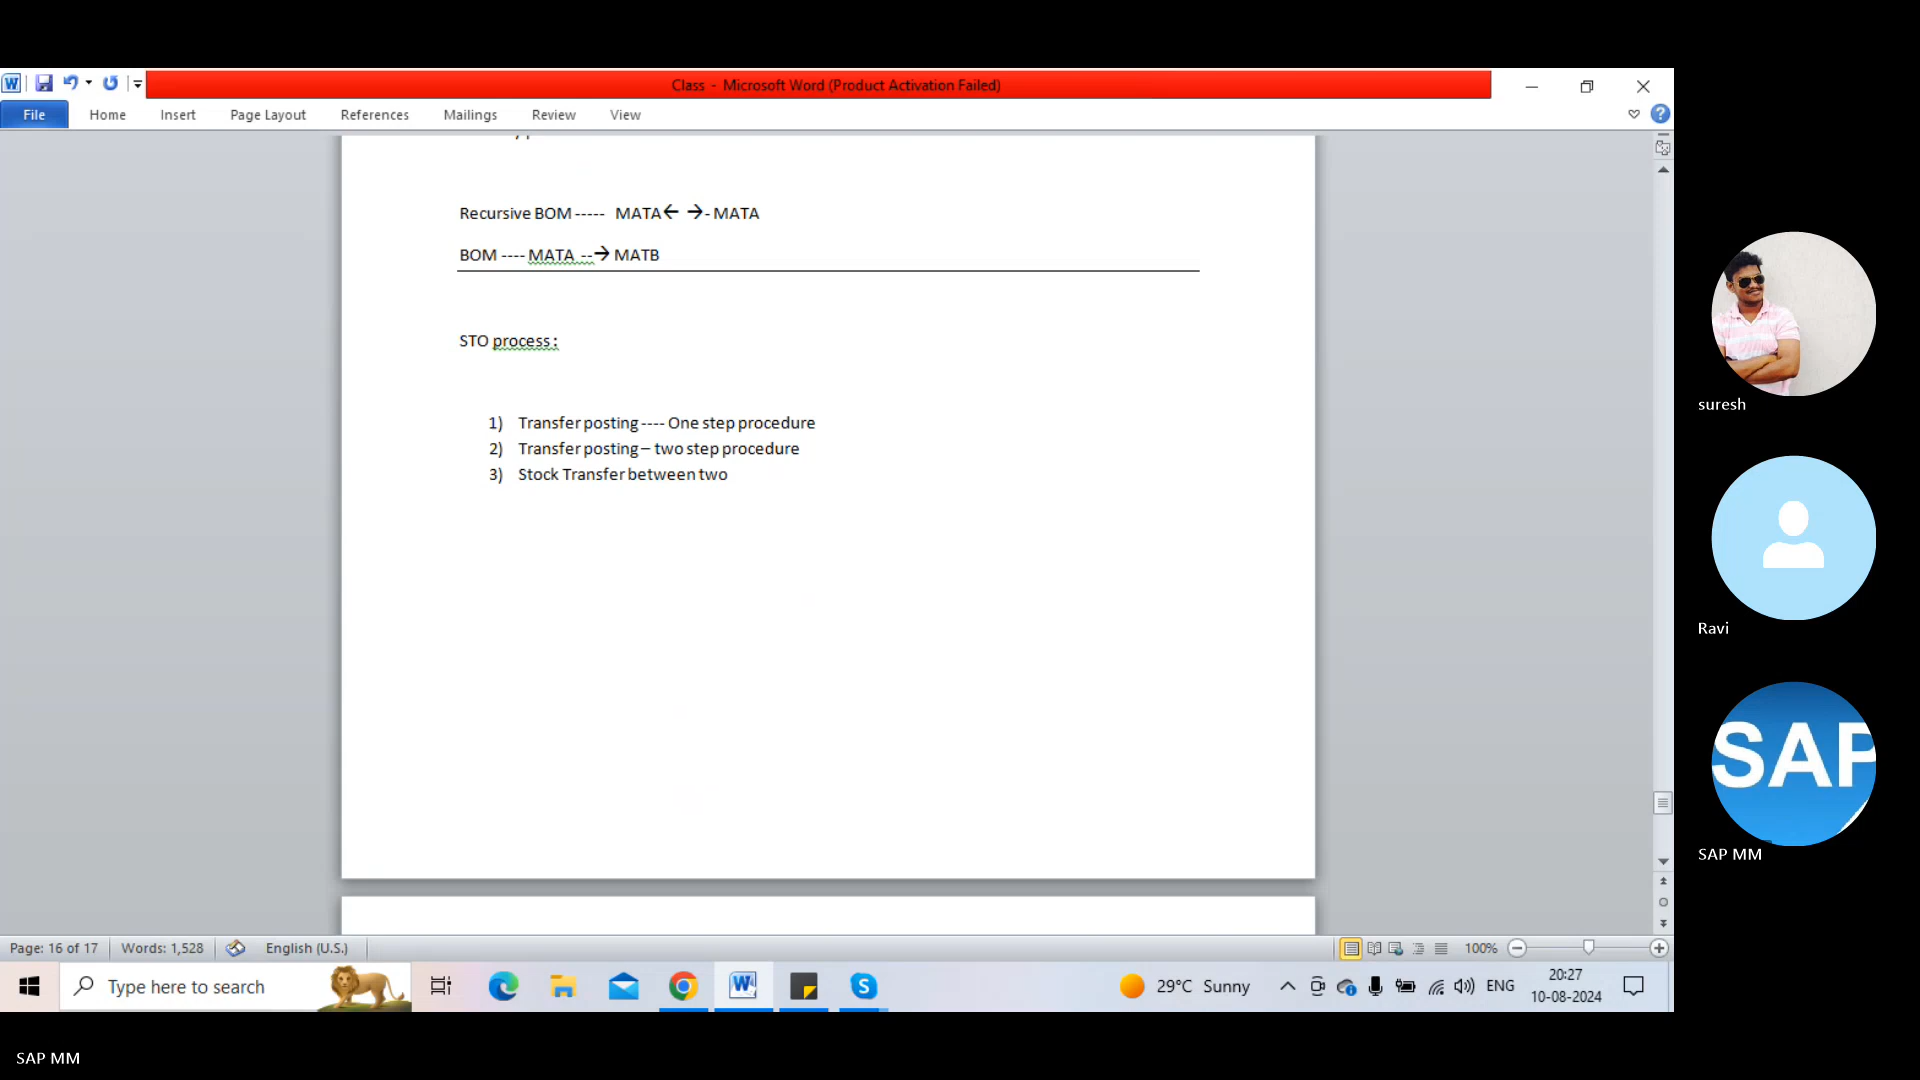 Class - Microsoft Word (Product Activation Failed)
File Home Insert Page Layout References Mailings Review View
Recursive BOM ----- MATA← →- MATA
BOM ---- MATA --→ MATB
STO process:
1) Transfer posting ---- One step procedure
2) Transfer posting – two step procedure
3) Stock Transfer between two
suresh
Ravi
SAP
SAP MM
Page: 16 of 17 Words: 1,528 English (U.S.) 100%
Type here to search 29°C Sunny ENG 20:27
10-08-2024
SAP MM